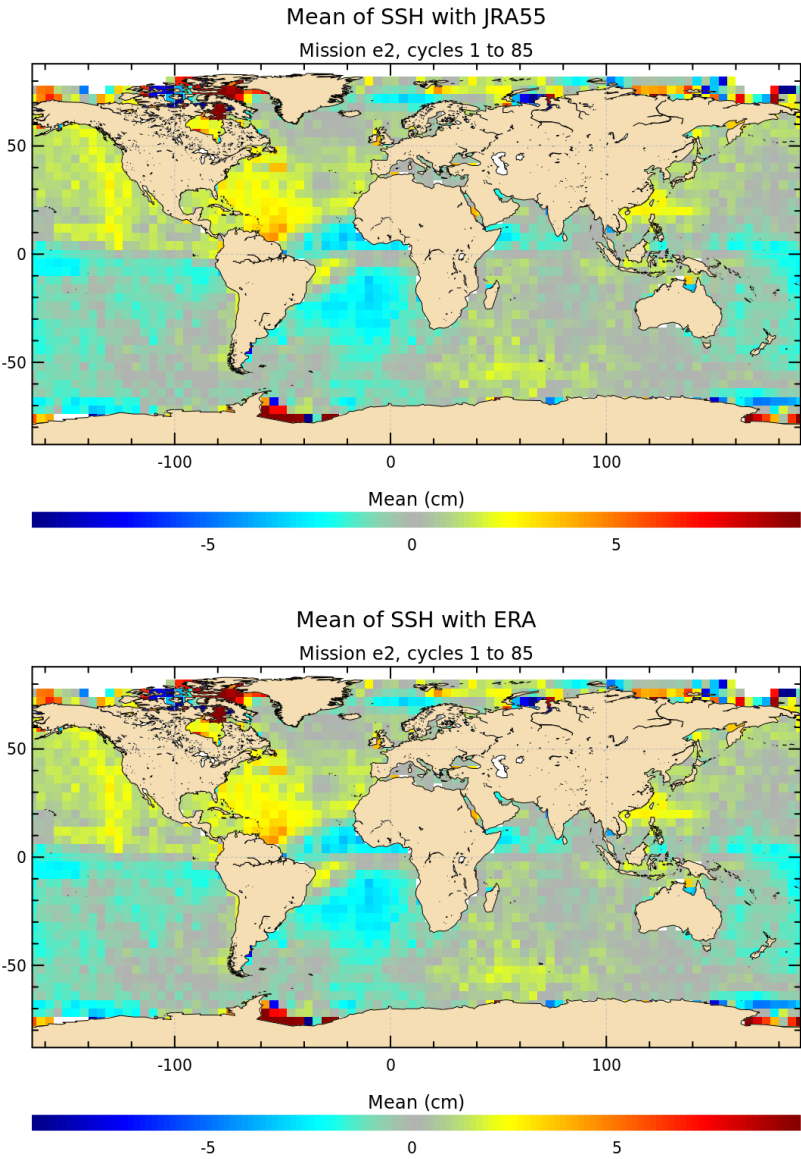 Mean of SSH with JRA55
Mission e2, cycles 1 to 85
50
0
-50
-100 0 100
Mean (cm)
-5 0 5
Mean of SSH with ERA
Mission e2, cycles 1 to 85
50
0
-50
-100 0 100
Mean (cm)
-5 0 5